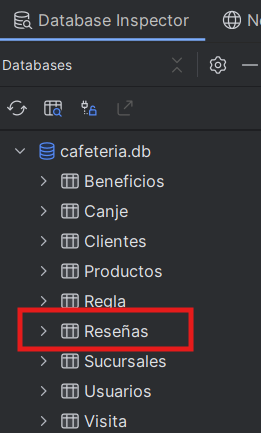 Database Inspector
Databases
cafeteria.db
Beneficios
Canje
Clientes
Productos
Regla
Reseñas
Sucursales
Usuarios
Visita